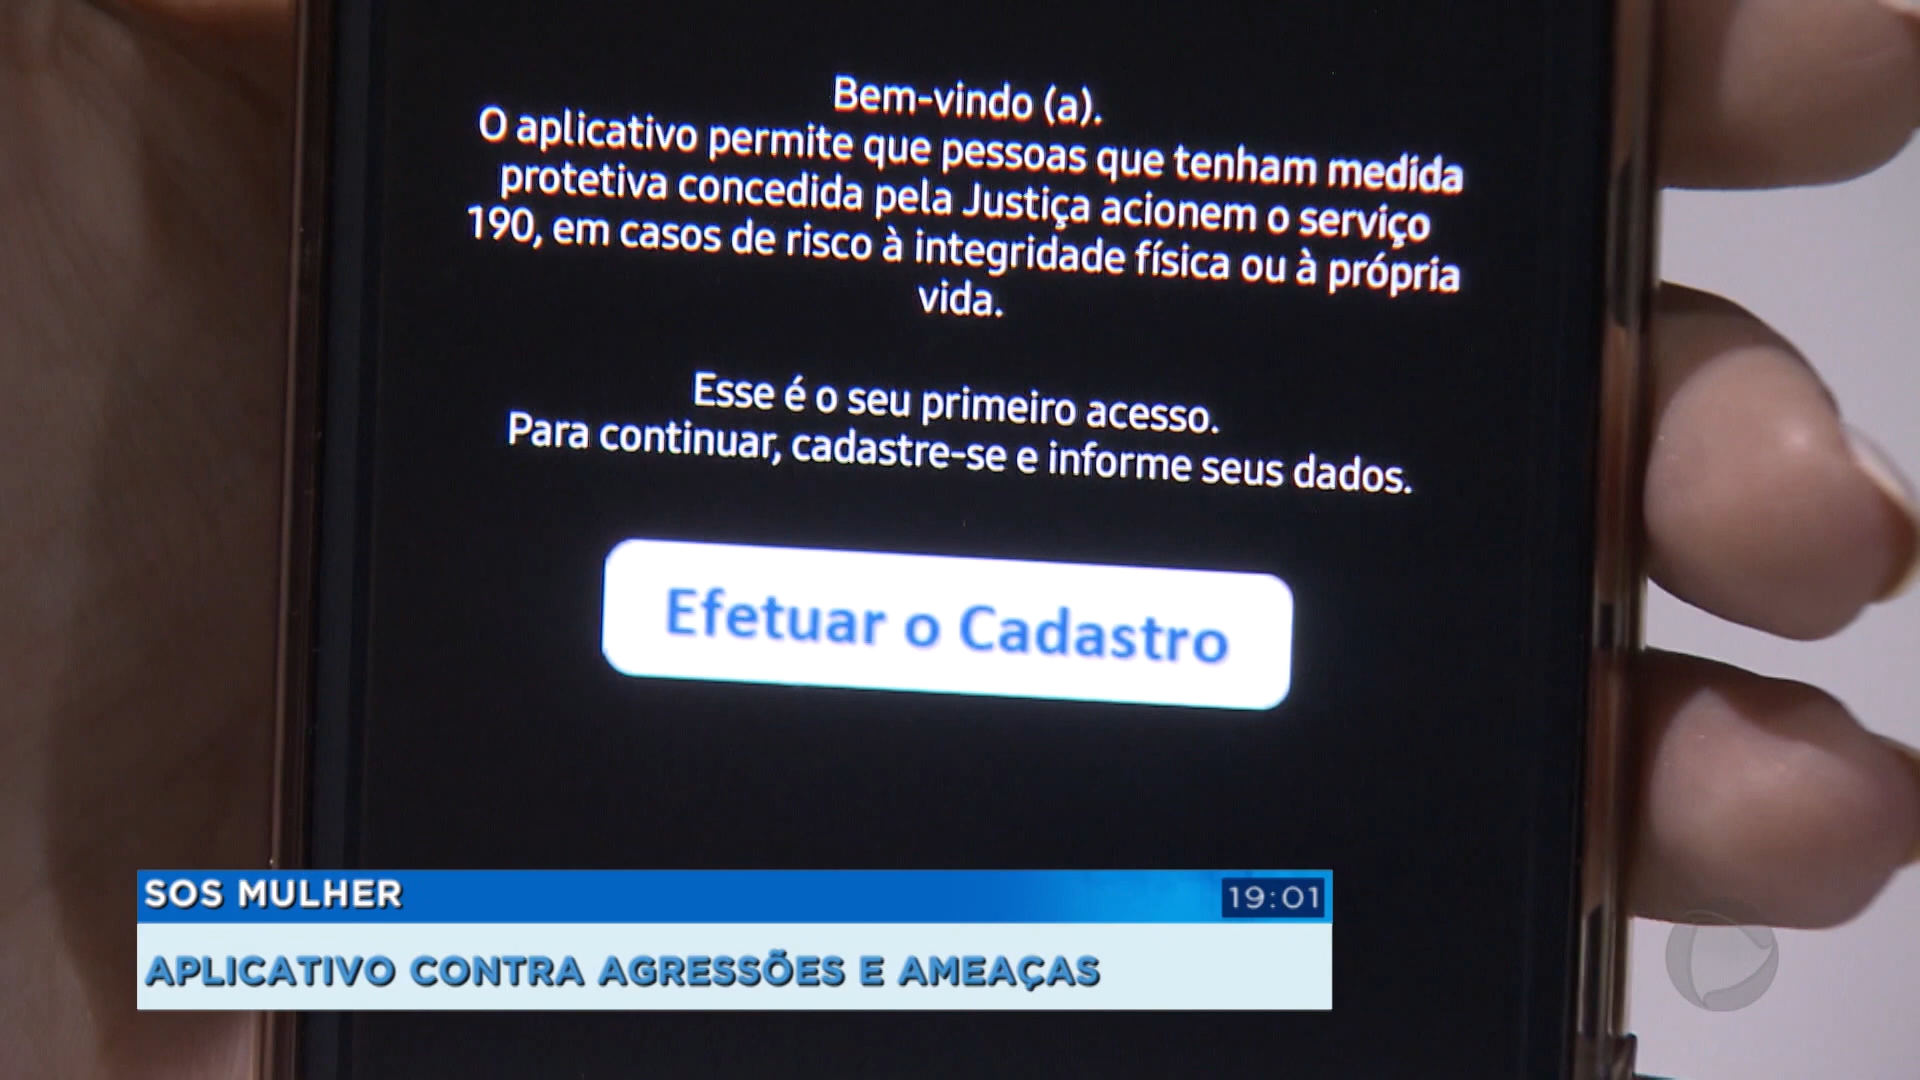 Bem-vindo (a).
O aplicativo permite que pessoas que tenham medida
protetiva concedida pela Justiça acionem o serviço
190, em casos de risco à integridade física ou à própria
vida.
Esse é o seu primeiro acesso.
Para continuar, cadastre-se e informe seus dados.
Efetuar o Cadastro
SOS MULHER
19:01
APLICATIVO CONTRA AGRESSÕES E AMEAÇAS